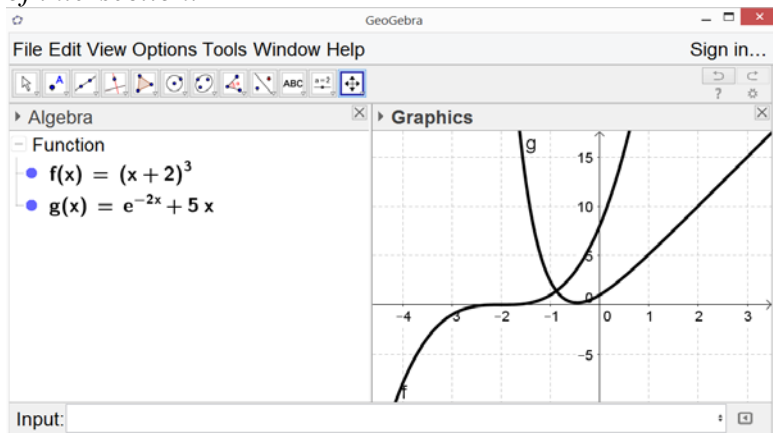 GeoGebra
File Edit View Options Tools Window Help
Sign in...
ABC
a=2
?
Algebra
Graphics
Function
f(x) = (x + 2)³
g(x) = e⁻²ˣ + 5 x
g
15
10
5
0
-4 -3 -2 -1 0 1 2 3
-5
f
Input: